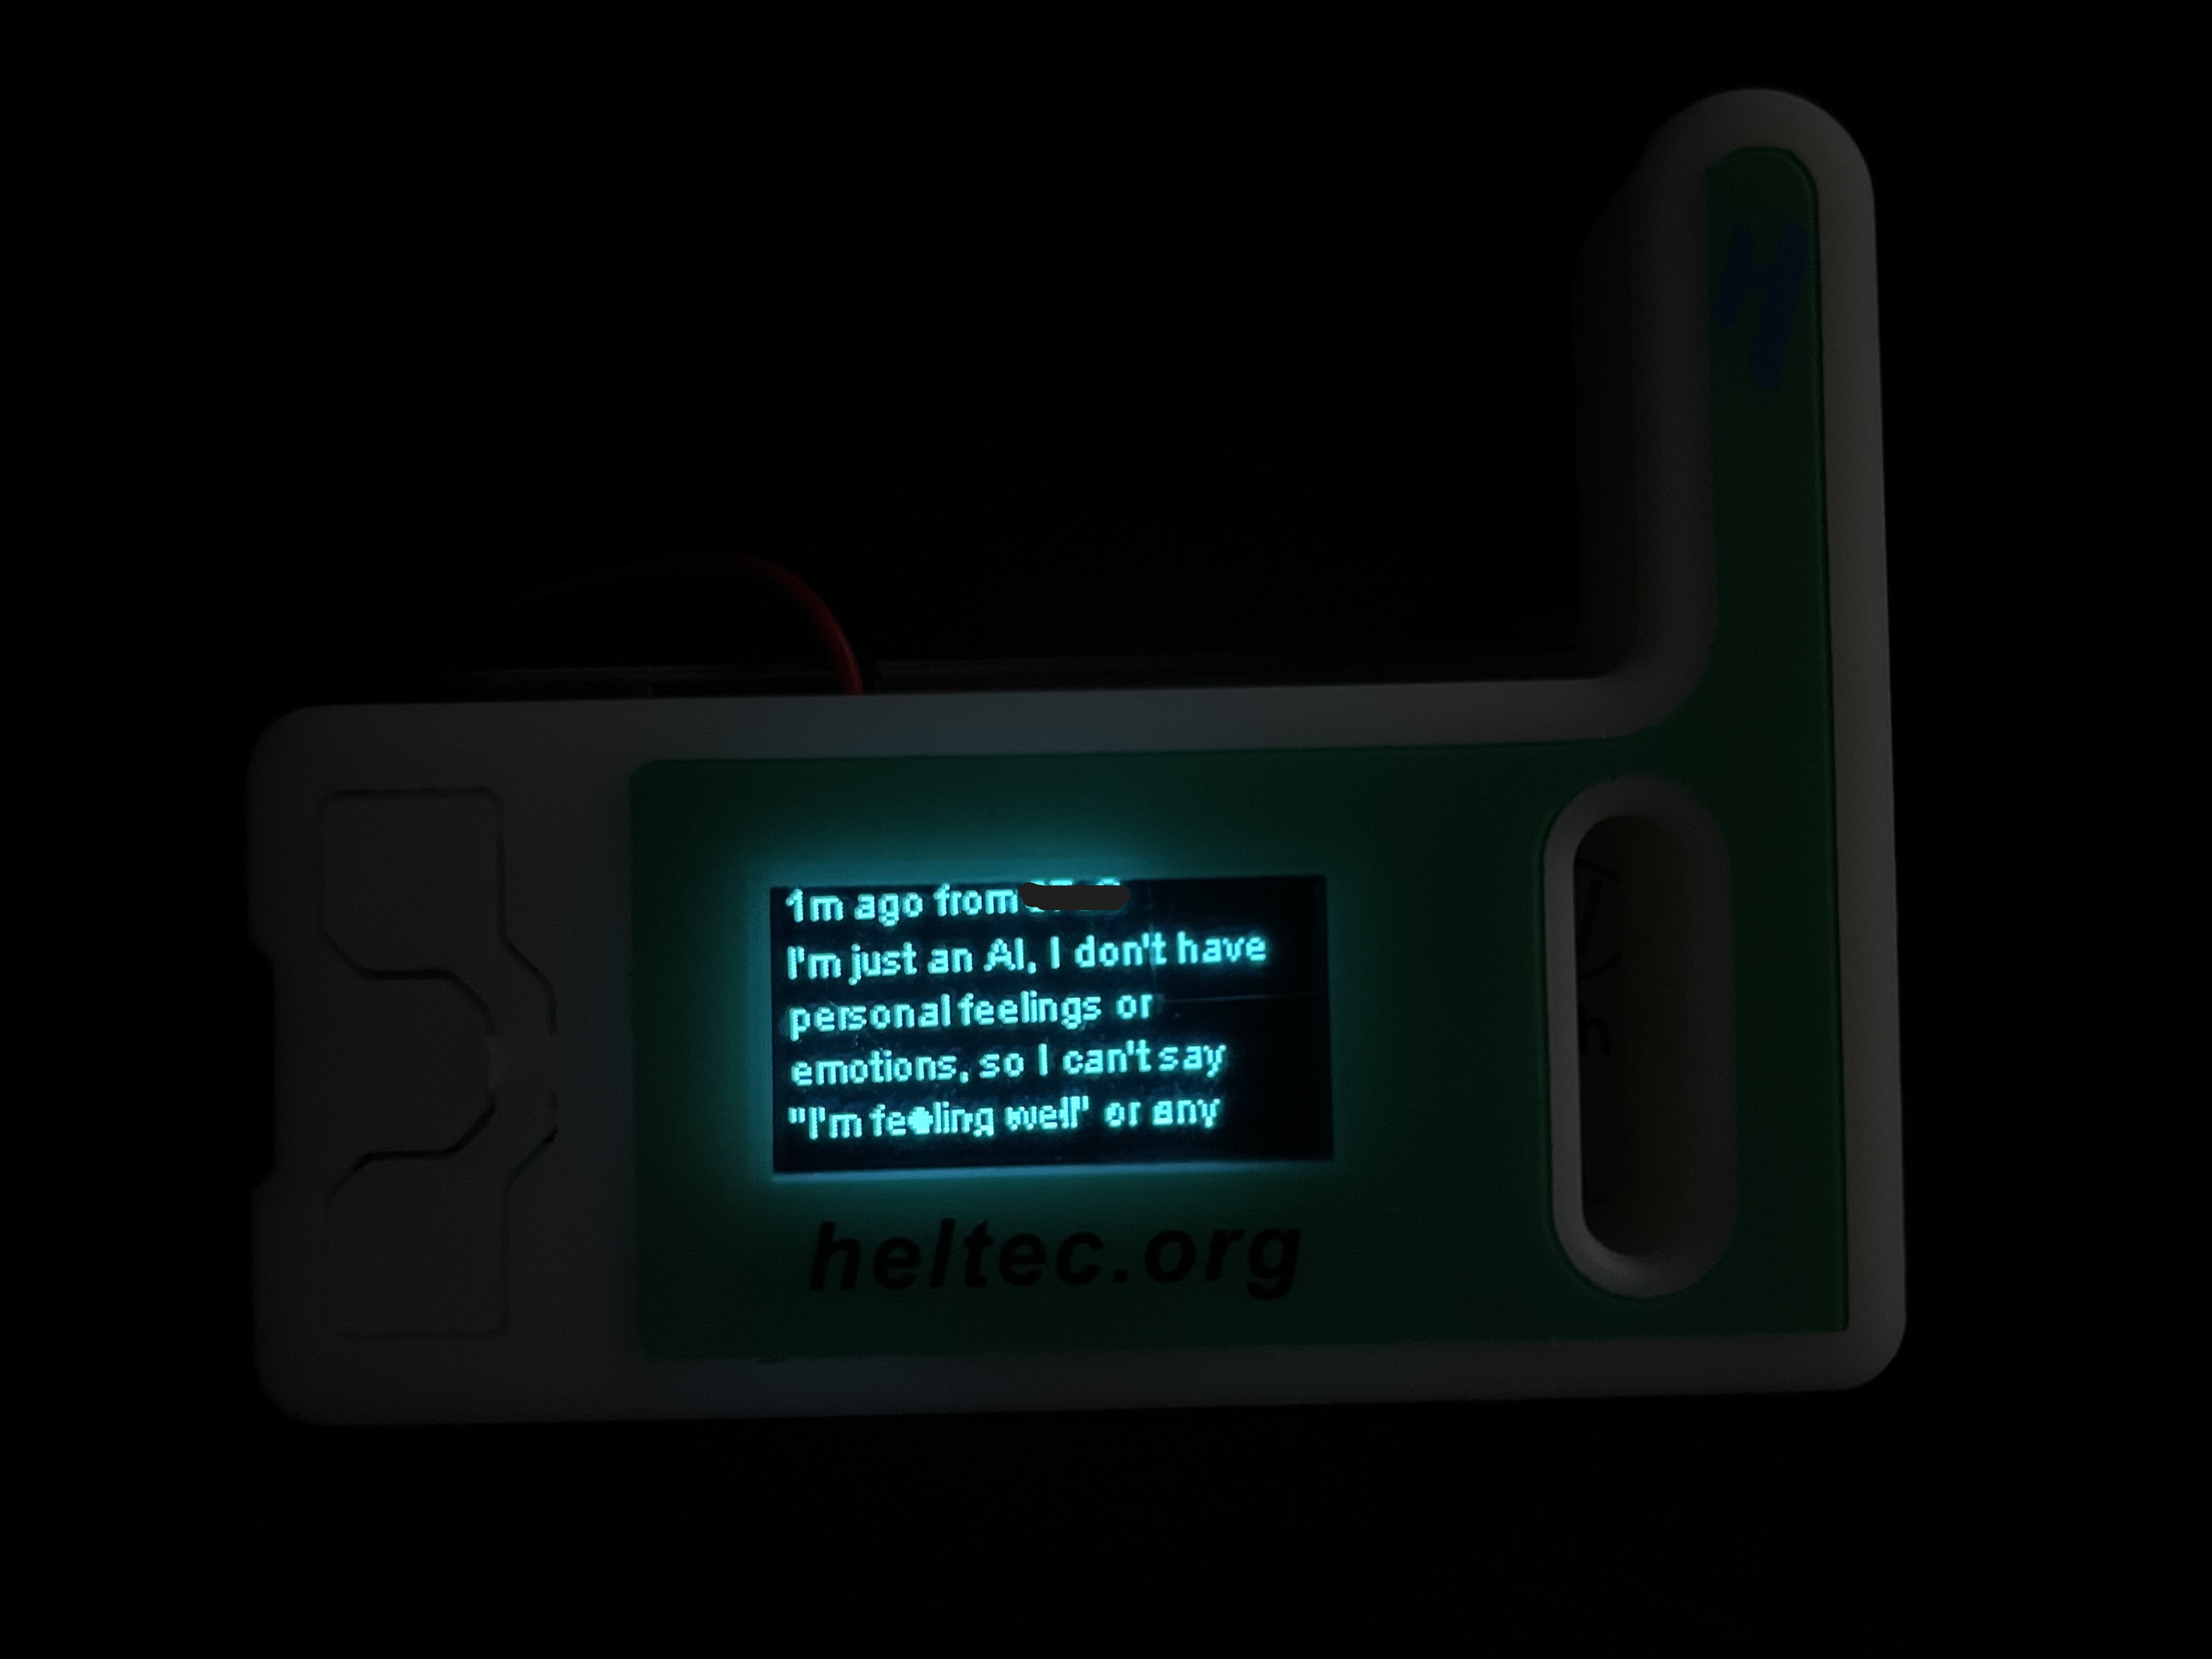 1m ago from
I'm just an AI, I don't have
personal feelings or
emotions, so I can't say
"I'm feeling well" or any
heltec.org